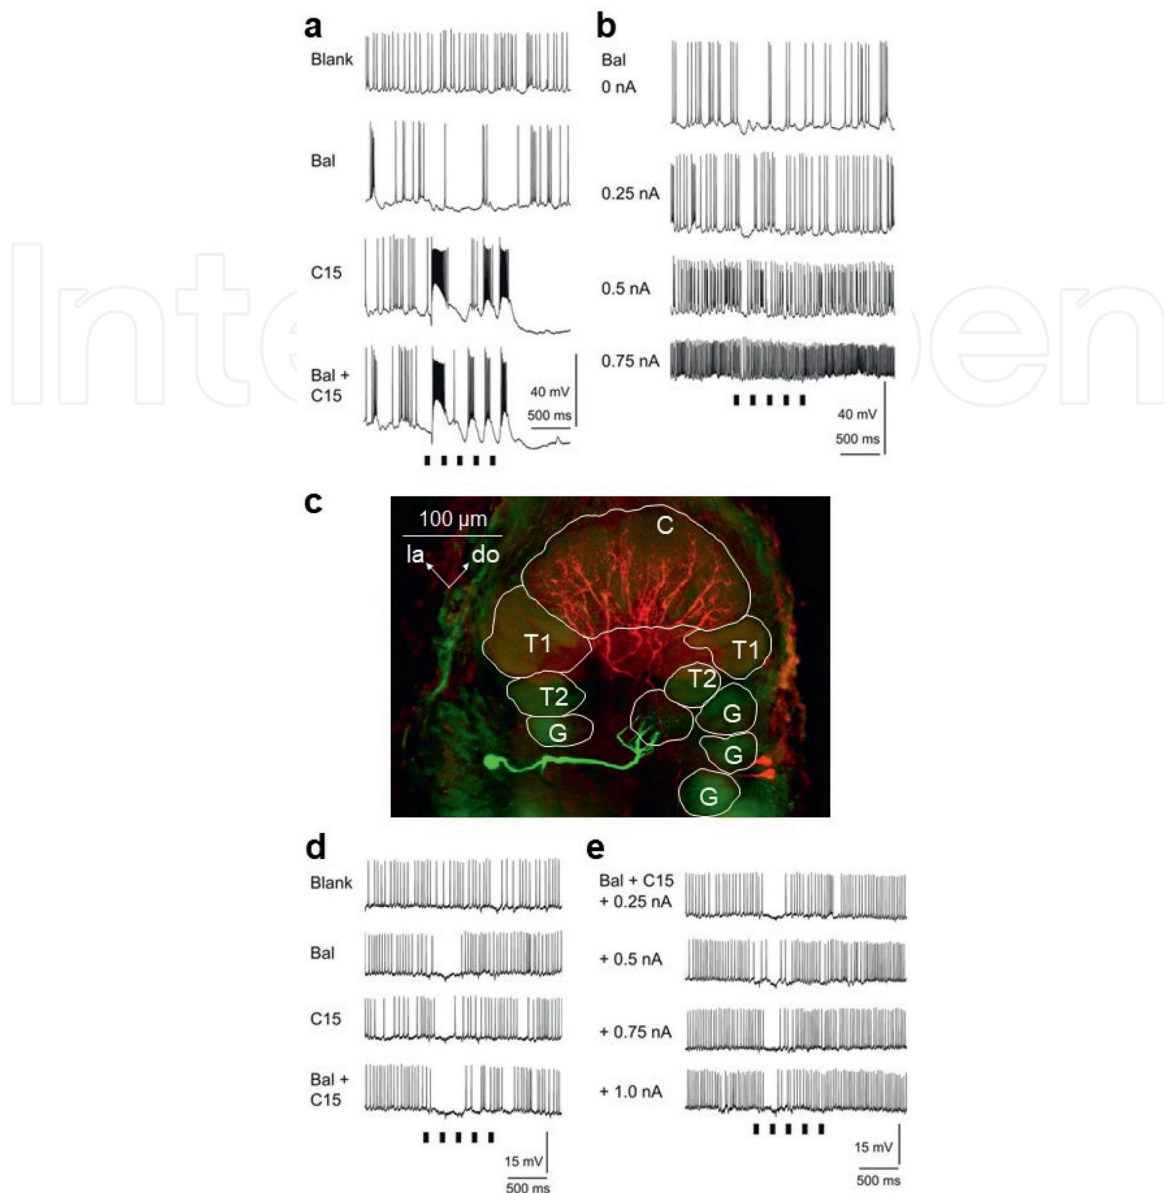 a
Blank
Bal
C15
Bal +
C15
40 mV
500 ms
b
Bal
0 nA
0.25 nA
0.5 nA
0.75 nA
40 mV
500 ms
c
100 µm
la
do
C
T1
T1
T2
T2
G
G
G
G
d
Blank
Bal
C15
Bal +
C15
15 mV
500 ms
e
Bal + C15
+ 0.25 nA
+ 0.5 nA
+ 0.75 nA
+ 1.0 nA
15 mV
500 ms